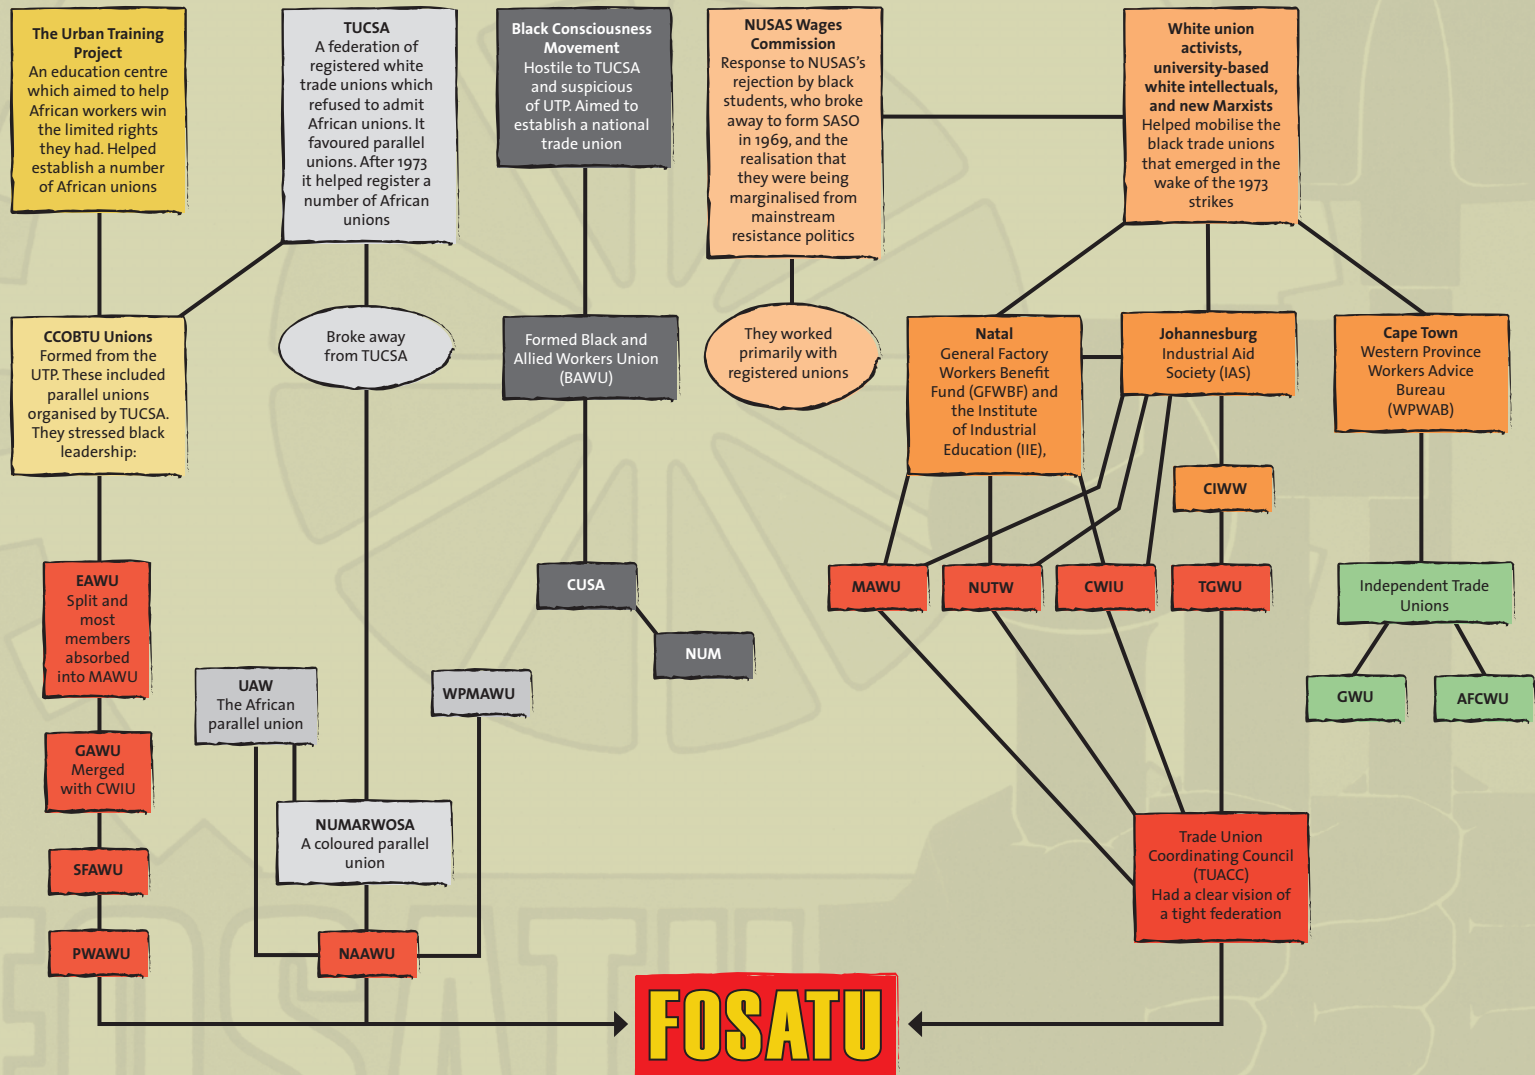 The Urban Training
Project
An education centre
which aimed to help
African workers win
the limited rights
they had. Helped
establish a number
of African unions
TUCSA
A federation of
registered white
trade unions which
refused to admit
African unions. It
favoured parallel
unions. After 1973
it helped register a
number of African
unions
Black Consciousness
Movement
Hostile to TUCSA
and suspicious
of UTP. Aimed to
establish a national
trade union
NUSAS Wages
Commission
Response to NUSAS's
rejection by black
students, who broke
away to form SASO
in 1969, and the
realisation that
they were being
marginalised from
mainstream
resistance politics
White union
activists,
university-based
white intellectuals,
and new Marxists
Helped mobilise the
black trade unions
that emerged in the
wake of the 1973
strikes
CCOBTU Unions
Formed from the
UTP. These included
parallel unions
organised by TUCSA.
They stressed black
leadership:
Broke away
from TUCSA
Formed Black and
Allied Workers Union
(BAWU)
They worked
primarily with
registered unions
Natal
General Factory
Workers Benefit
Fund (GFWBF) and
the Institute
of Industrial
Education (IIE),
Johannesburg
Industrial Aid
Society (IAS)
Cape Town
Western Province
Workers Advice
Bureau
(WPWAB)
CIWW
EAWU
Split and
most
members
absorbed
into MAWU
CUSA
NUM
MAWU
NUTW
CWIU
TGWU
Independent Trade
Unions
GWU
AFCWU
UAW
The African
parallel union
WPMAWU
GAWU
Merged
with CWIU
NUMARWOSA
A coloured parallel
union
SFAWU
Trade Union
Coordinating Council
(TUACC)
Had a clear vision of
a tight federation
PWAWU
NAAWU
FOSATU
FOSATU